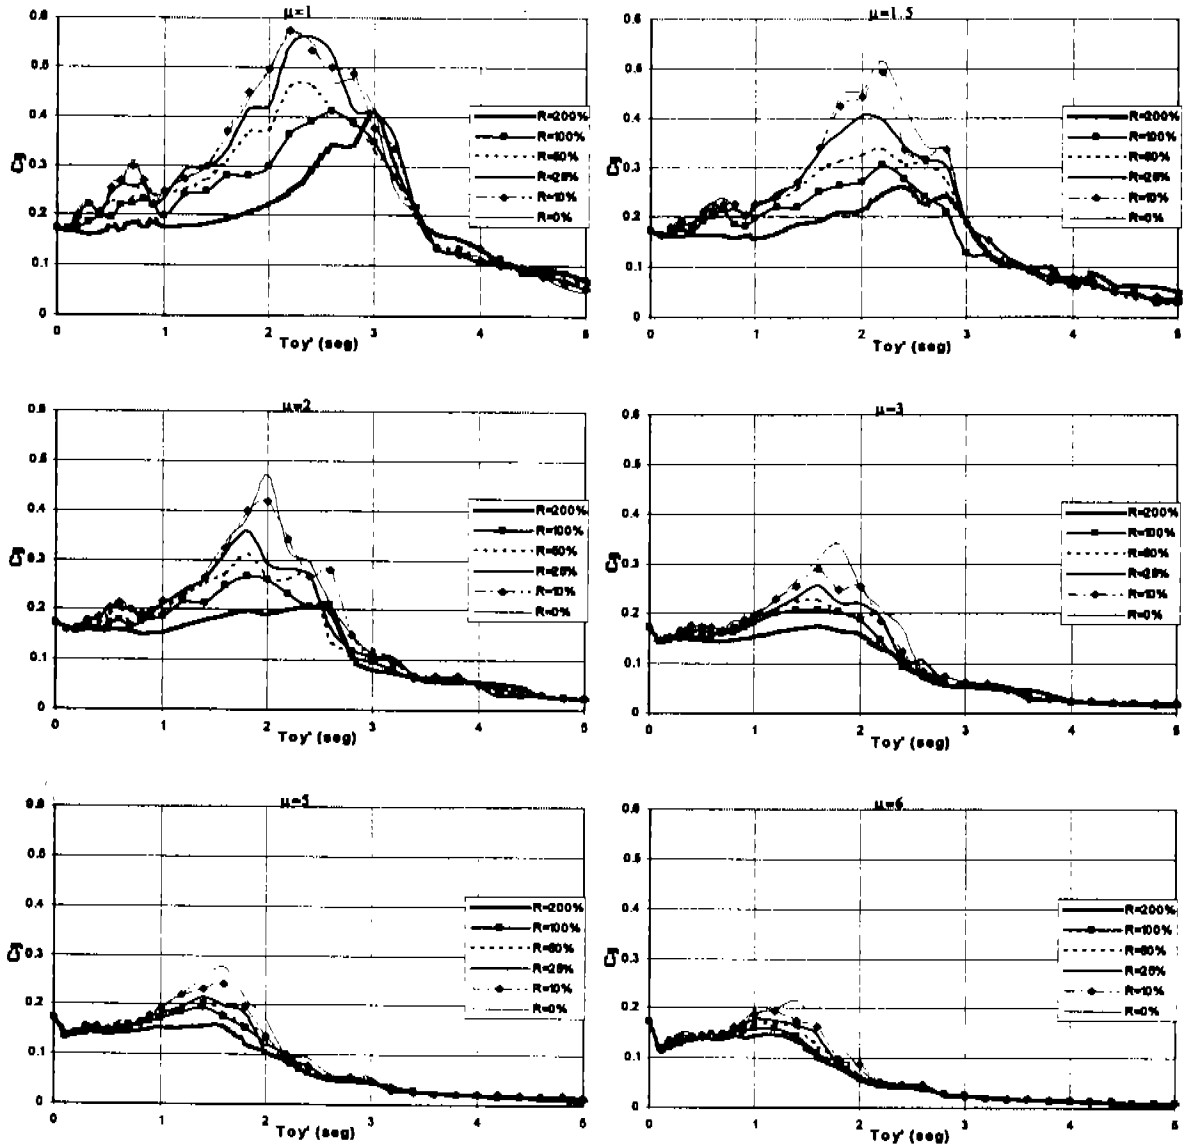 μ=1
0.6
0.5
0.4
0.3
0.2
0.1
0
Cy
0 1 2 3 4 5
Toy' (seg)
R=200%
R=100%
R=50%
R=25%
R=10%
R=0%
μ=1.5
0.6
0.5
0.4
0.3
0.2
0.1
0
Cy
0 1 2 3 4 5
Toy' (seg)
R=200%
R=100%
R=50%
R=25%
R=10%
R=0%
μ=2
0.6
0.5
0.4
0.3
0.2
0.1
0
Cy
0 1 2 3 4 5
Toy' (seg)
R=200%
R=100%
R=50%
R=25%
R=10%
R=0%
μ=3
0.6
0.5
0.4
0.3
0.2
0.1
0
Cy
0 1 2 3 4 5
Toy' (seg)
R=200%
R=100%
R=50%
R=25%
R=10%
R=0%
μ=5
0.6
0.5
0.4
0.3
0.2
0.1
0
Cy
0 1 2 3 4 5
Toy' (seg)
R=200%
R=100%
R=50%
R=25%
R=10%
R=0%
μ=6
0.6
0.5
0.4
0.3
0.2
0.1
0
Cy
0 1 2 3 4 5
Toy' (seg)
R=200%
R=100%
R=50%
R=25%
R=10%
R=0%